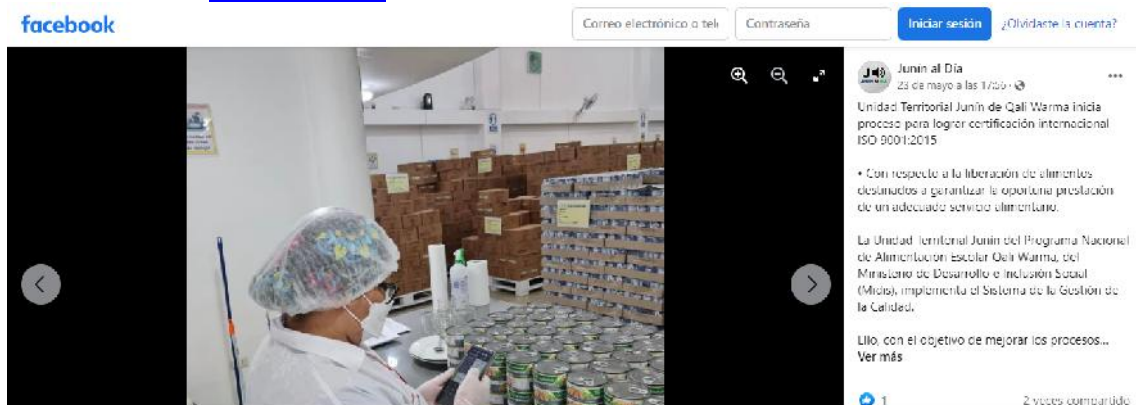 facebook
Correo electrónico o telé
Contraseña
Iniciar sesión
¿Olvidaste la cuenta?
Junín al Día
23 de mayo a las 17:56
Unidad Territorial Junín de Qali Warma inicia
proceso para lograr certificación internacional
ISO 9001:2015
• Con respecto a la liberación de alimentos
destinados a garantizar la oportuna prestación
de un adecuado servicio alimentario.
La Unidad Territorial Junín del Programa Nacional
de Alimentación Escolar Qali Warma, del
Ministerio de Desarrollo e Inclusión Social
(Midis), implementa el Sistema de la Gestión de
la Calidad.
Ello, con el objetivo de mejorar los procesos...
Ver más
1
2 veces compartido